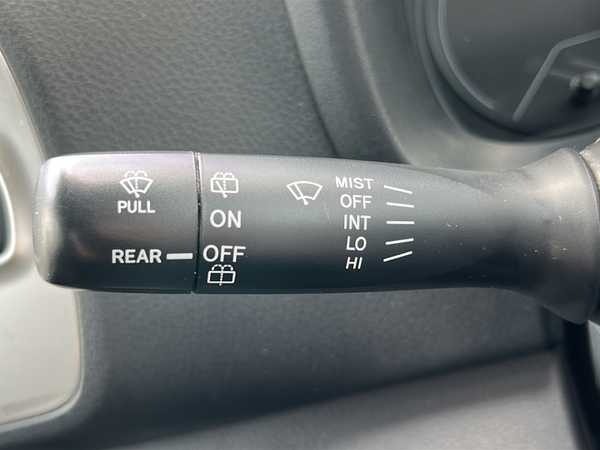 PULL
REAR
ON
OFF
MIST
OFF
INT
LO
HI